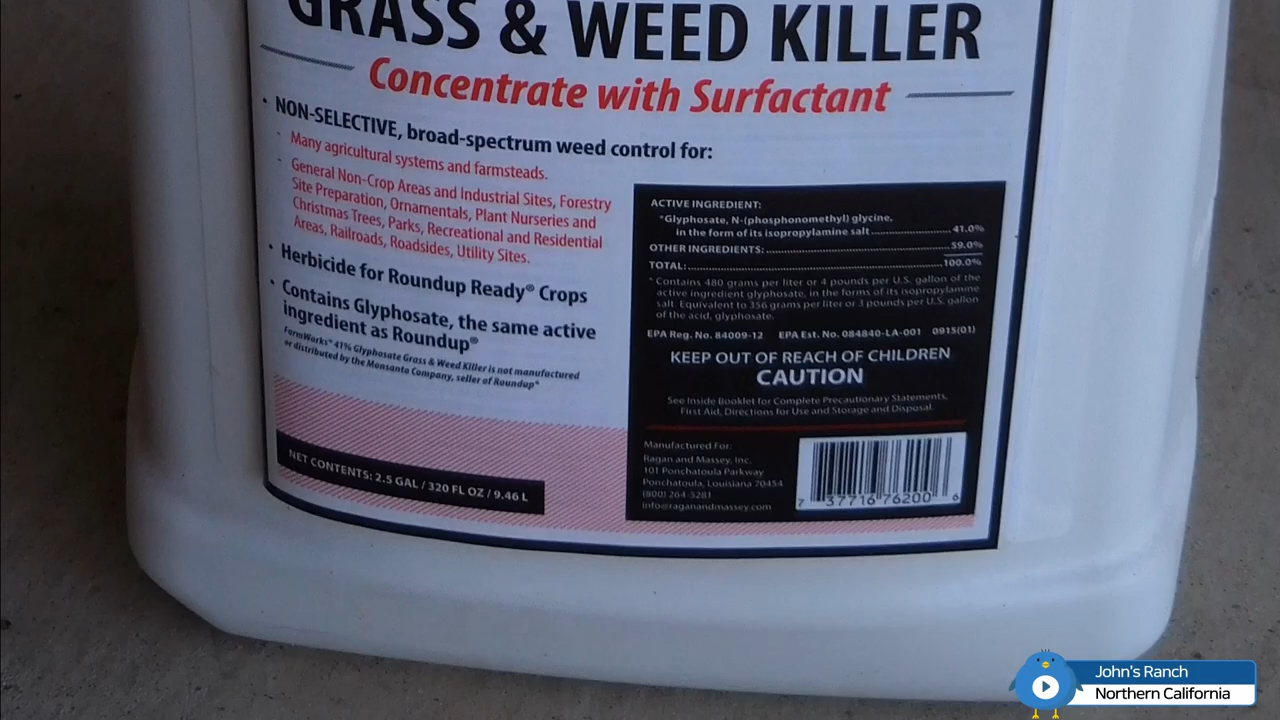 GRASS & WEED KILLER
Concentrate with Surfactant
• NON-SELECTIVE, broad-spectrum weed control for:
- Many agricultural systems and farmsteads.
- General Non-Crop Areas and Industrial Sites, Forestry
Site Preparation, Ornamentals, Plant Nurseries and
Christmas Trees, Parks, Recreational and Residential
Areas, Railroads, Roadsides, Utility Sites.
• Herbicide for Roundup Ready® Crops
• Contains Glyphosate, the same active
ingredient as Roundup®
FarmWorks® 41% Glyphosate Grass & Weed Killer is not manufactured
or distributed by the Monsanto Company, seller of Roundup®
NET CONTENTS: 2.5 GAL / 320 FL OZ / 9.46 L
ACTIVE INGREDIENT:
*Glyphosate, N-(phosphonomethyl) glycine,
in the form of its isopropylamine salt ........................ 41.0%
OTHER INGREDIENTS: ........................ 59.0%
TOTAL: ........................ 100.0%
* Contains 480 grams per liter or 4 pounds per U.S. gallon of the
active ingredient glyphosate, in the forms of its isopropylamine
salt. Equivalent to 356 grams per liter or 3 pounds per U.S. gallon
of the acid, glyphosate.
EPA Reg. No. 84009-12 EPA Est. No. 084840-LA-001 0915(01)
KEEP OUT OF REACH OF CHILDREN
CAUTION
See Inside Booklet for Complete Precautionary Statements,
First Aid, Directions for Use and Storage and Disposal.
Manufactured For:
Ragan and Massey, Inc.
101 Ponchatoula Parkway
Ponchatoula, Louisiana 70454
(800) 264-5281
info@raganandmassey.com
7 37716 76200 6
John's Ranch
Northern California